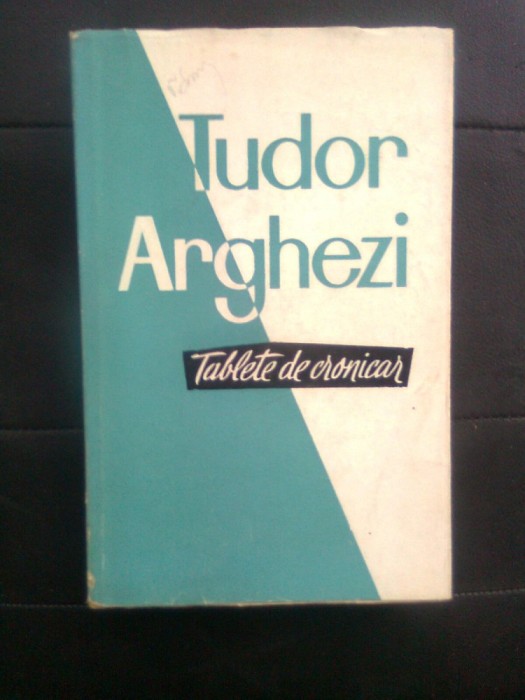 Tudor
Arghezi
Tablete de cronicar